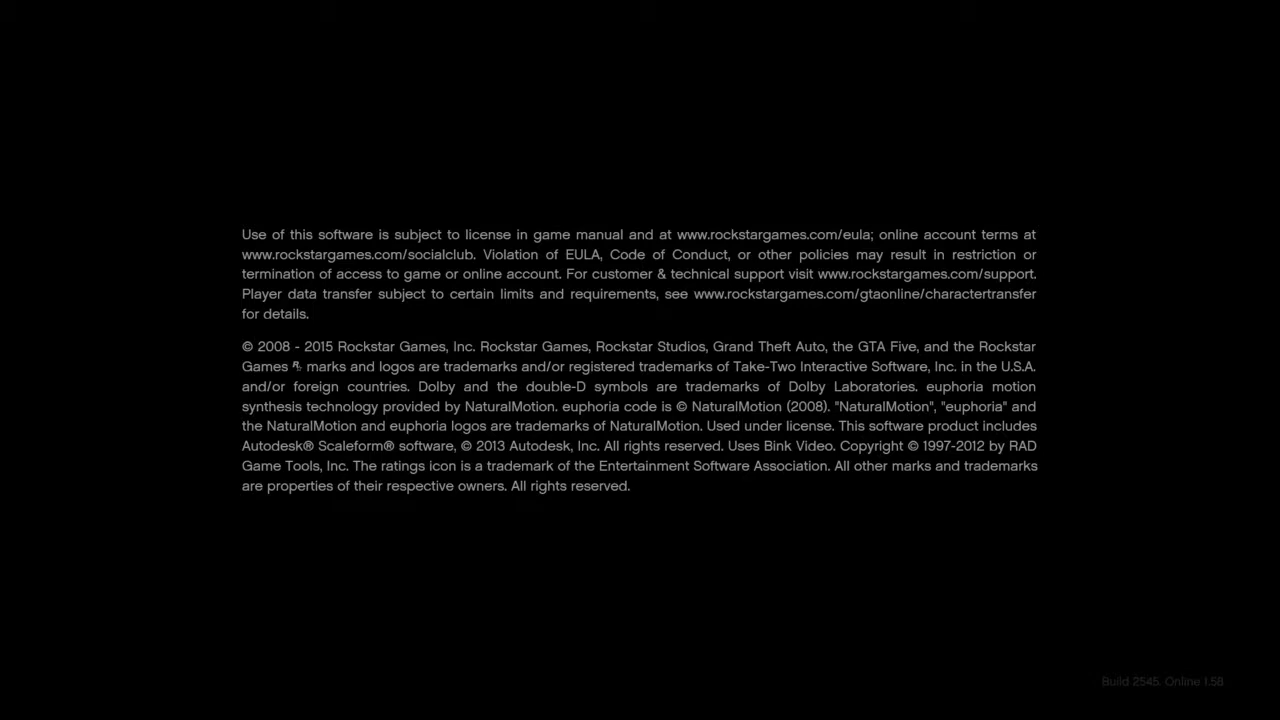 Use of this software is subject to license in game manual and at www.rockstargames.com/eula; online account terms at
www.rockstargames.com/socialclub. Violation of EULA, Code of Conduct, or other policies may result in restriction or
termination of access to game or online account. For customer & technical support visit www.rockstargames.com/support.
Player data transfer subject to certain limits and requirements, see www.rockstargames.com/gtaonline/charactertransfer
for details.
© 2008 - 2015 Rockstar Games, Inc. Rockstar Games, Rockstar Studios, Grand Theft Auto, the GTA Five, and the Rockstar
Games R* marks and logos are trademarks and/or registered trademarks of Take-Two Interactive Software, Inc. in the U.S.A.
and/or foreign countries. Dolby and the double-D symbols are trademarks of Dolby Laboratories. euphoria motion
synthesis technology provided by NaturalMotion. euphoria code is © NaturalMotion (2008). "NaturalMotion", "euphoria" and
the NaturalMotion and euphoria logos are trademarks of NaturalMotion. Used under license. This software product includes
Autodesk® Scaleform® software, © 2013 Autodesk, Inc. All rights reserved. Uses Bink Video. Copyright © 1997-2012 by RAD
Game Tools, Inc. The ratings icon is a trademark of the Entertainment Software Association. All other marks and trademarks
are properties of their respective owners. All rights reserved.
Build 2545, Online 1.58